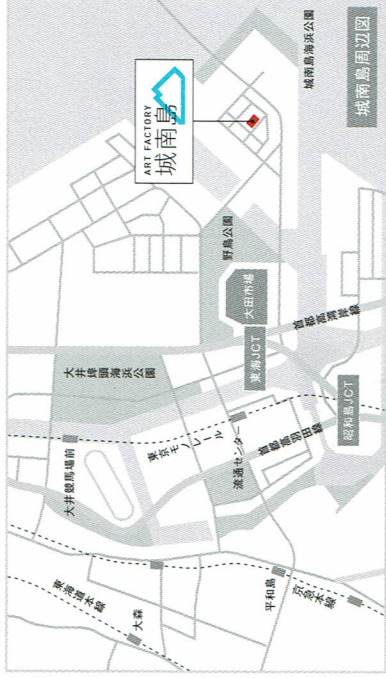 城南島周辺図
城南島海浜公園
ART FACTORY
城南島
野鳥公園
大田市場
東海JCT
首都高湾岸線
大井埠頭海浜公園
昭和島JCT
東京モノレール
流通センター
首都高羽田線
大井競馬場前
平和島
京急本線
大森
東海道本線